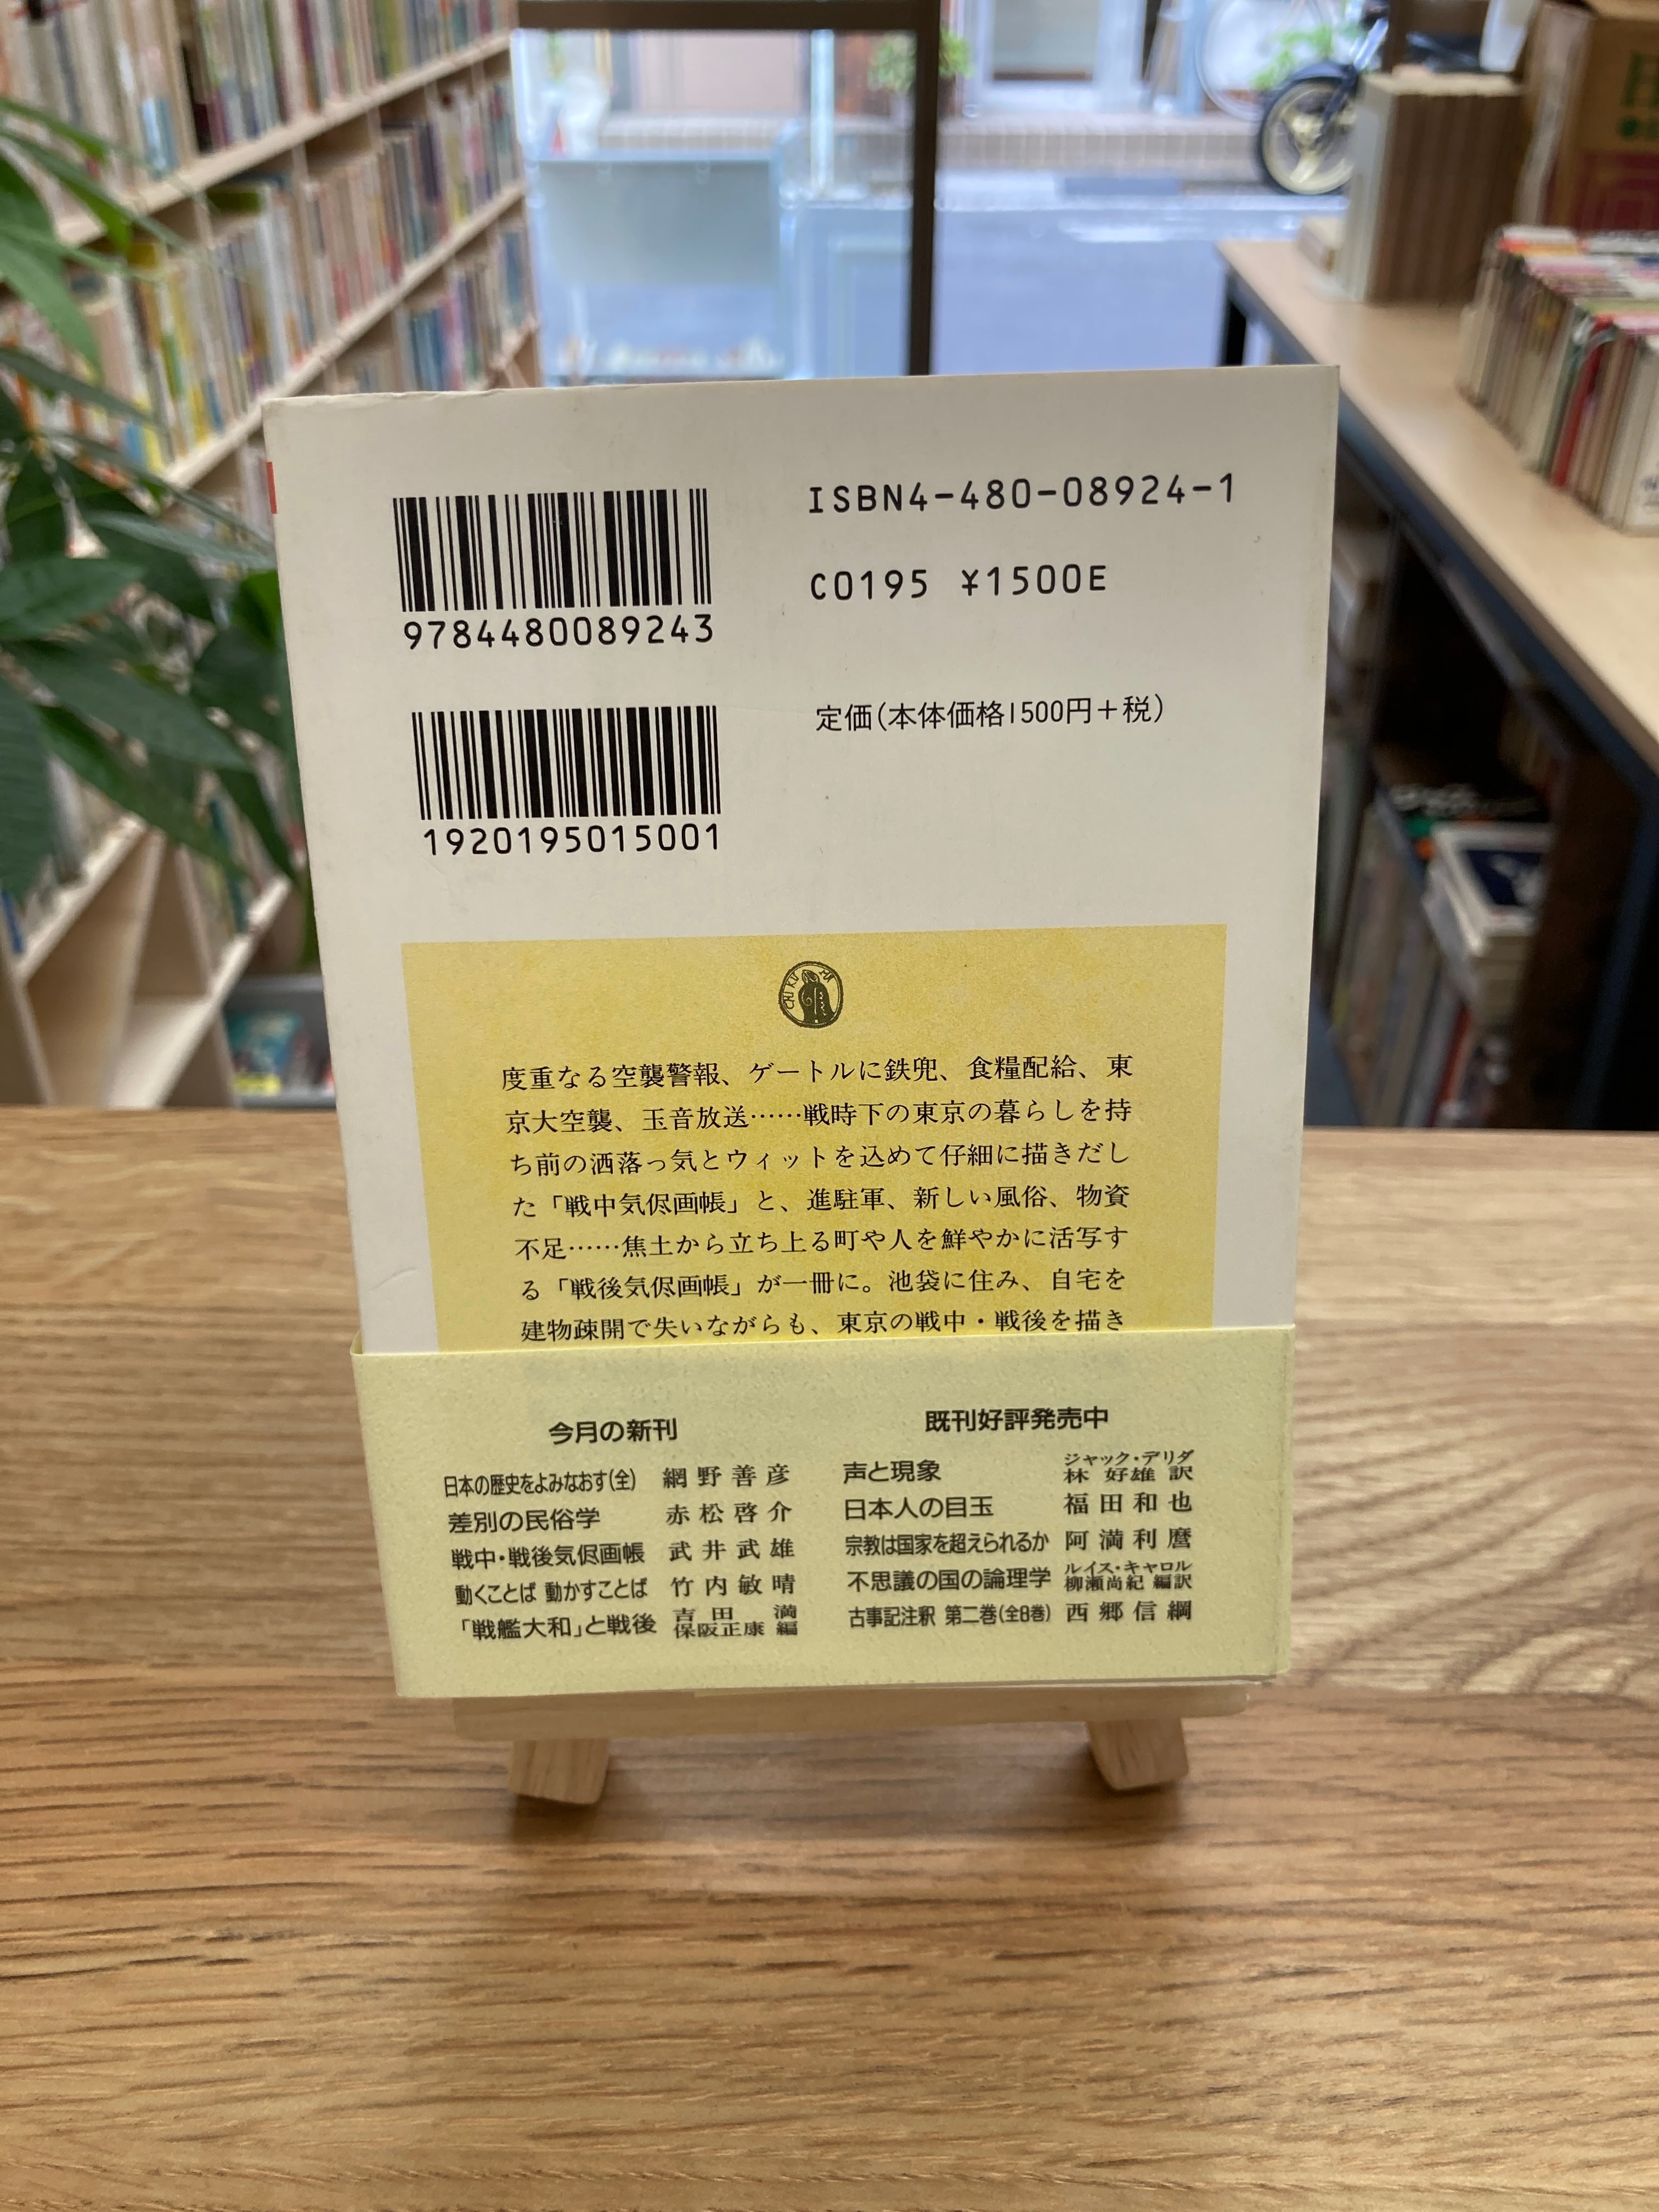 ISBN4-480-08924-1
C0195 ¥1500E
9784480089243
定価(本体価格1500円+税)
1920195015001
CHIKUMA
度重なる空襲警報、ゲートルに鉄兜、食糧配給、東
京大空襲、玉音放送……戦時下の東京の暮らしを持
ち前の洒落っ気とウィットを込めて仔細に描きだし
た「戦中気侭画帳」と、進駐軍、新しい風俗、物資
不足……焦土から立ち上る町や人を鮮やかに活写す
る「戦後気侭画帳」が一冊に。池袋に住み、自宅を
建物疎開で失いながらも、東京の戦中・戦後を描き
今月の新刊
日本の歴史をよみなおす(全) 網野善彦
差別の民俗学 赤松啓介
戦中・戦後気侭画帳 武井武雄
動くことば 動かすことば 竹内敏晴
「戦艦大和」と戦後 吉田満 保阪正康 編
既刊好評発売中
声と現象 ジャック・デリダ 林好雄 訳
日本人の目玉 福田和也
宗教は国家を超えられるか 阿満利麿
不思議の国の論理学 ルイス・キャロル 柳瀬尚紀 編訳
古事記注釈 第二巻(全8巻) 西郷信綱